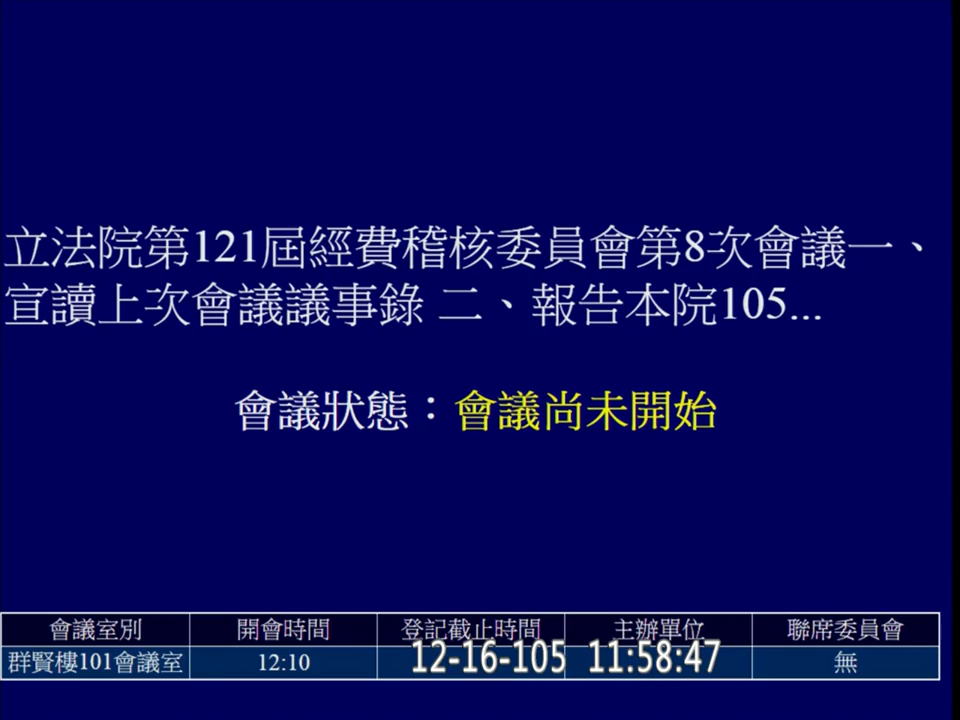 立法院第121屆經費稽核委員會第8次會議一、
宣讀上次會議議事錄 二、報告本院105...
會議狀態：會議尚未開始
會議室別 開會時間 登記截止時間 主辦單位 聯席委員會
群賢樓101會議室 12:10 12-16-105 11:58:47 無